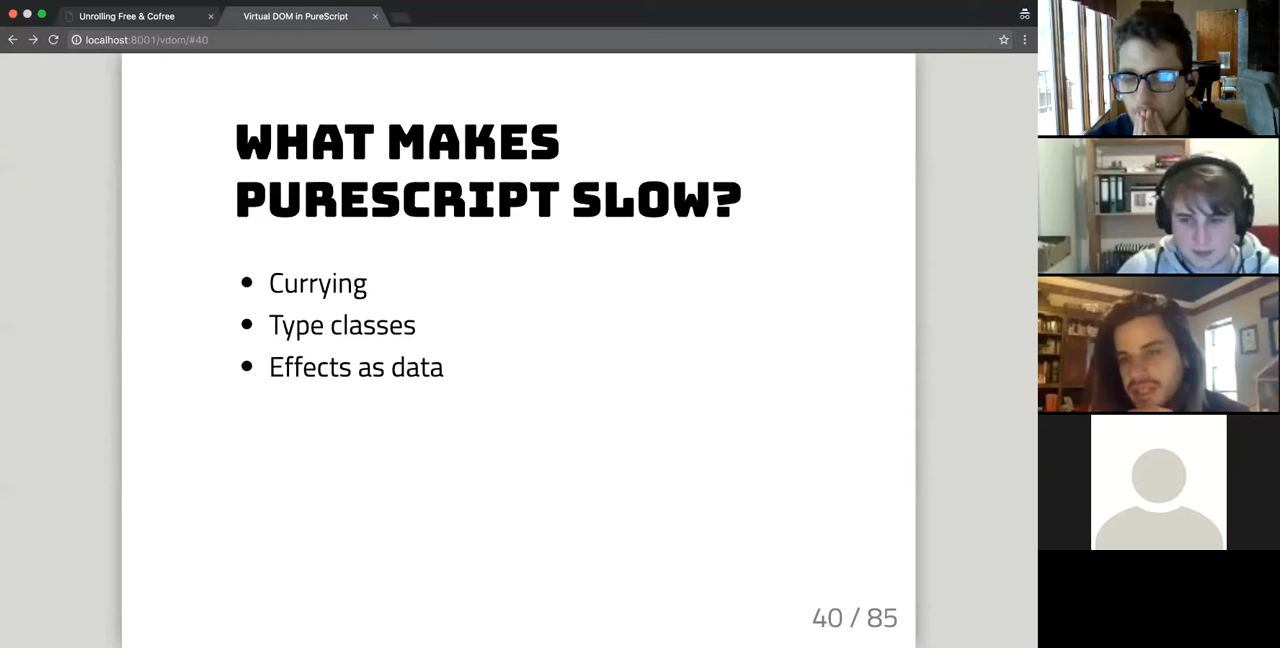 Unrolling Free & Cofree
Virtual DOM in PureScript
localhost:8001/vdom/#40
WHAT MAKES
PURESCRIPT SLOW?
Currying
Type classes
Effects as data
40 / 85